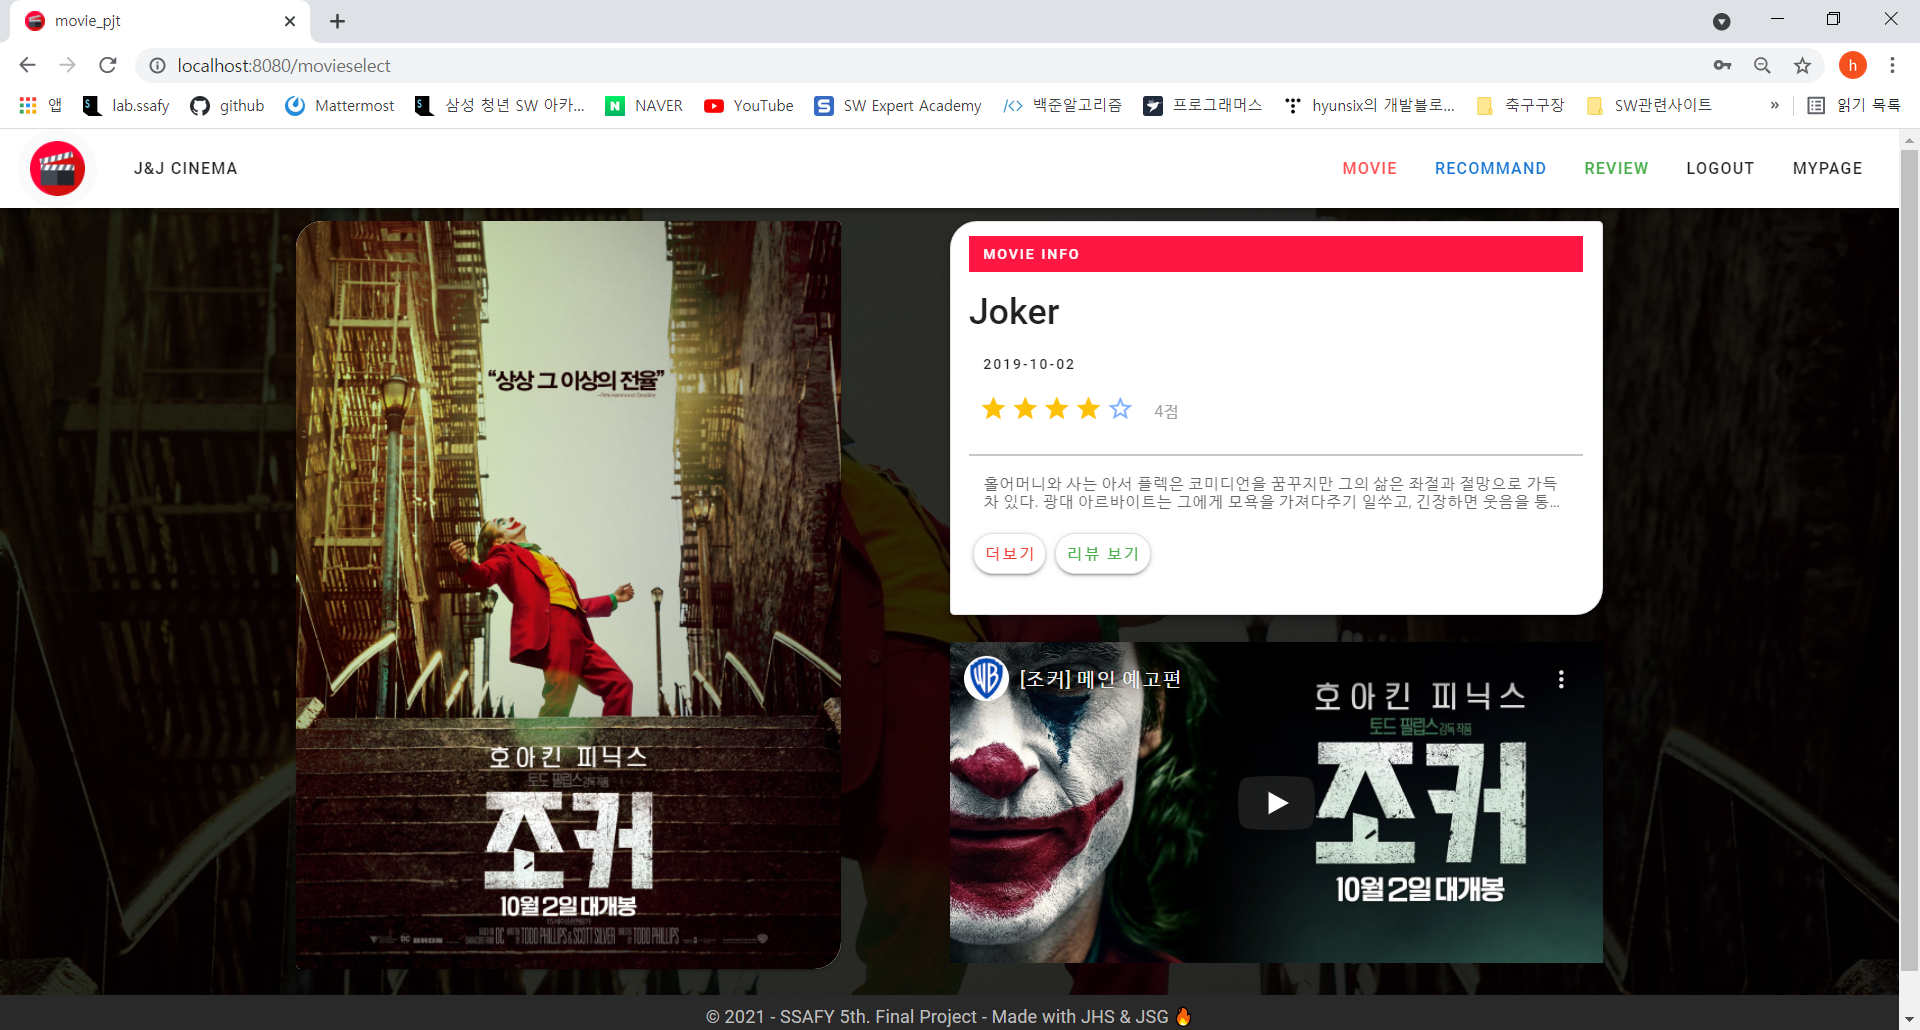 movie_pjt
localhost:8080/movieselect
h
앱
lab.ssafy
github
Mattermost
삼성 청년 SW 아카...
NAVER
YouTube
SW Expert Academy
백준알고리즘
프로그래머스
hyunsix의 개발블로...
축구구장
SW관련사이트
»
읽기 목록
J&J CINEMA
MOVIE
RECOMMAND
REVIEW
LOGOUT
MYPAGE
“상상 그 이상의 전율”
호아킨 피닉스
토드 필립스 감독 작품
조커
10월 2일 대개봉
TODD PHILLIPS & SCOTT SILVER
TODD PHILLIPS
MOVIE INFO
Joker
2019-10-02
4점
홀어머니와 사는 아서 플렉은 코미디언을 꿈꾸지만 그의 삶은 좌절과 절망으로 가득
차 있다. 광대 아르바이트는 그에게 모욕을 가져다주기 일쑤고, 긴장하면 웃음을 통...
더보기
리뷰 보기
[조커] 메인 예고편
호아킨 피닉스
토드 필립스 감독 작품
조커
10월 2일 대개봉
© 2021 - SSAFY 5th. Final Project - Made with JHS & JSG 🔥